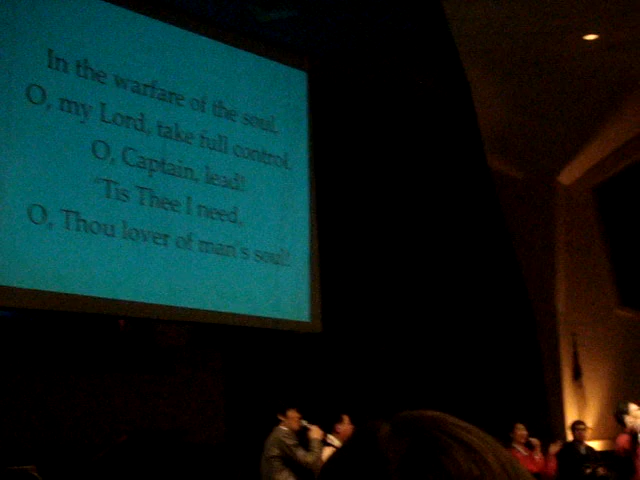 In the warfare of the soul,
O, my Lord, take full control,
O, Captain, lead!
'Tis Thee I need,
O, Thou lover of man's soul!